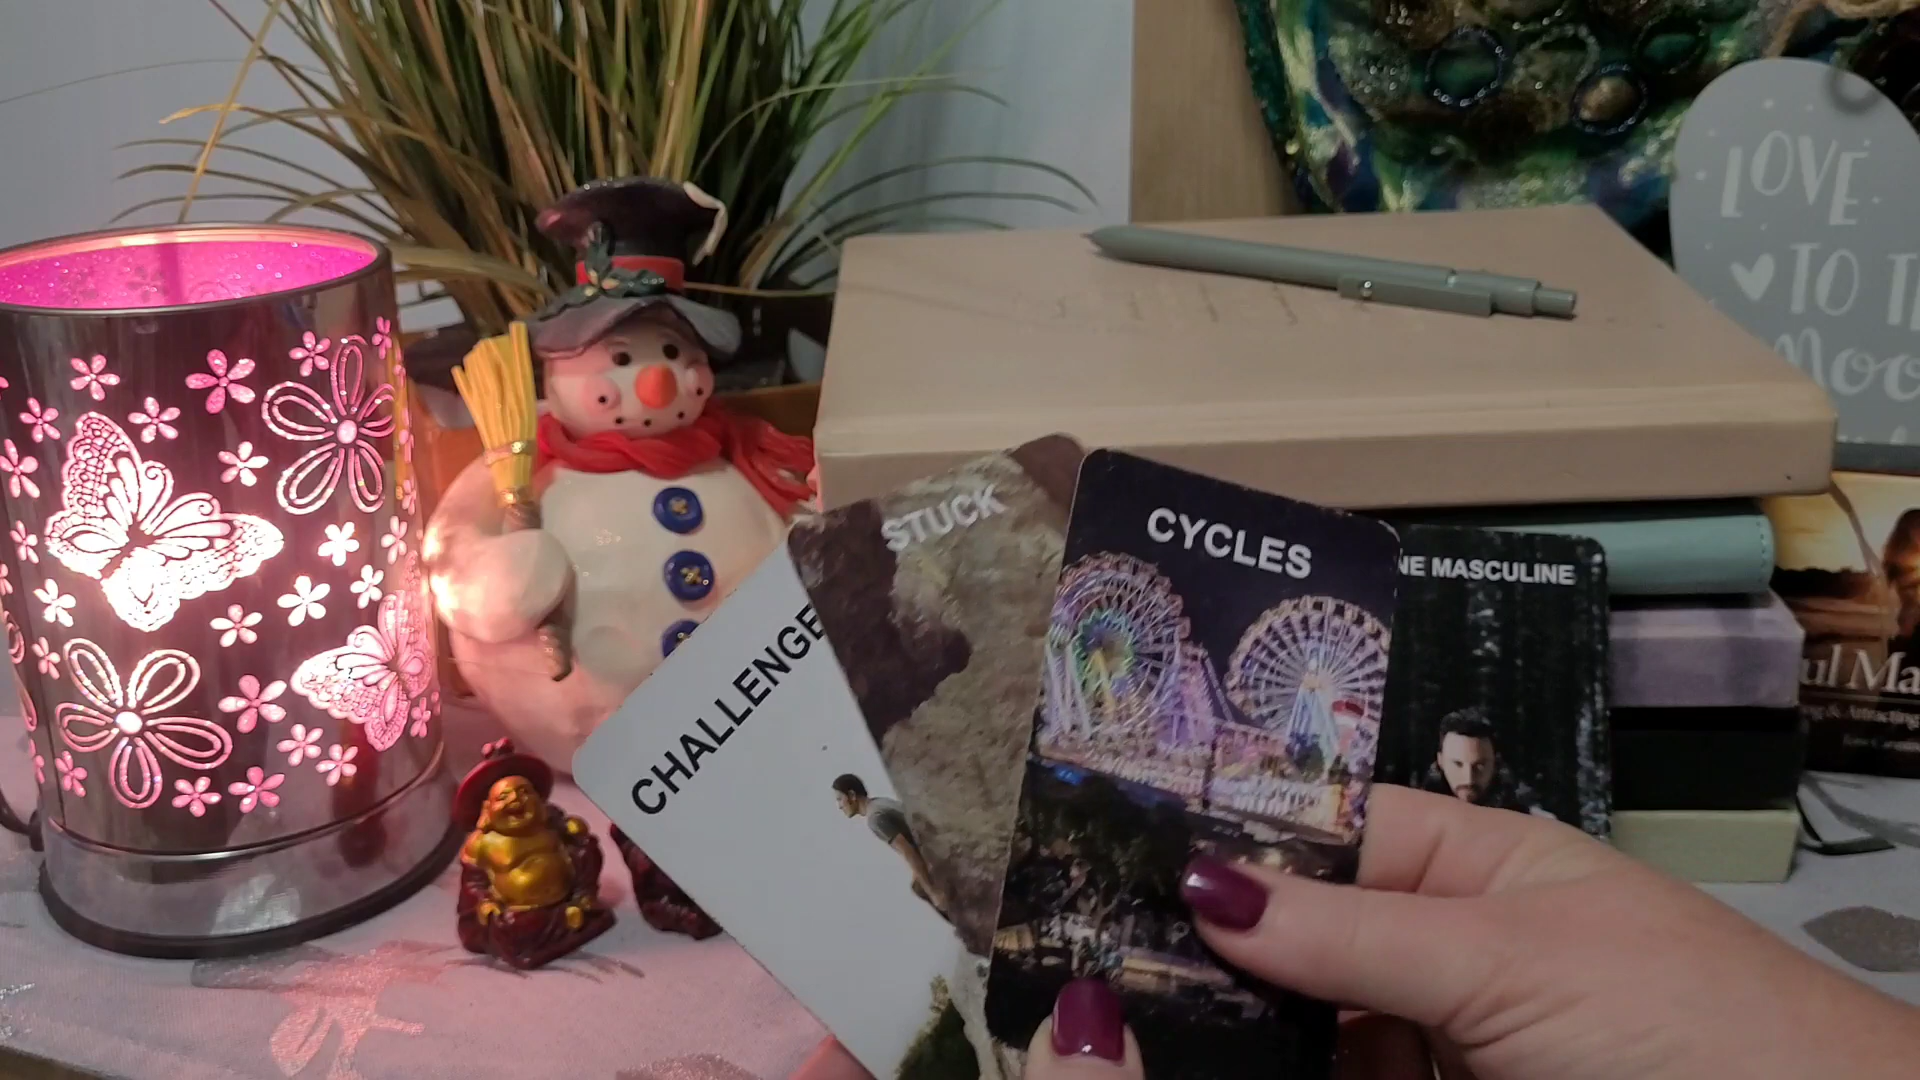 CHALLENGE
STUCK
CYCLES
NE MASCULINE
LOVE
TO T
MOO
ul Ma